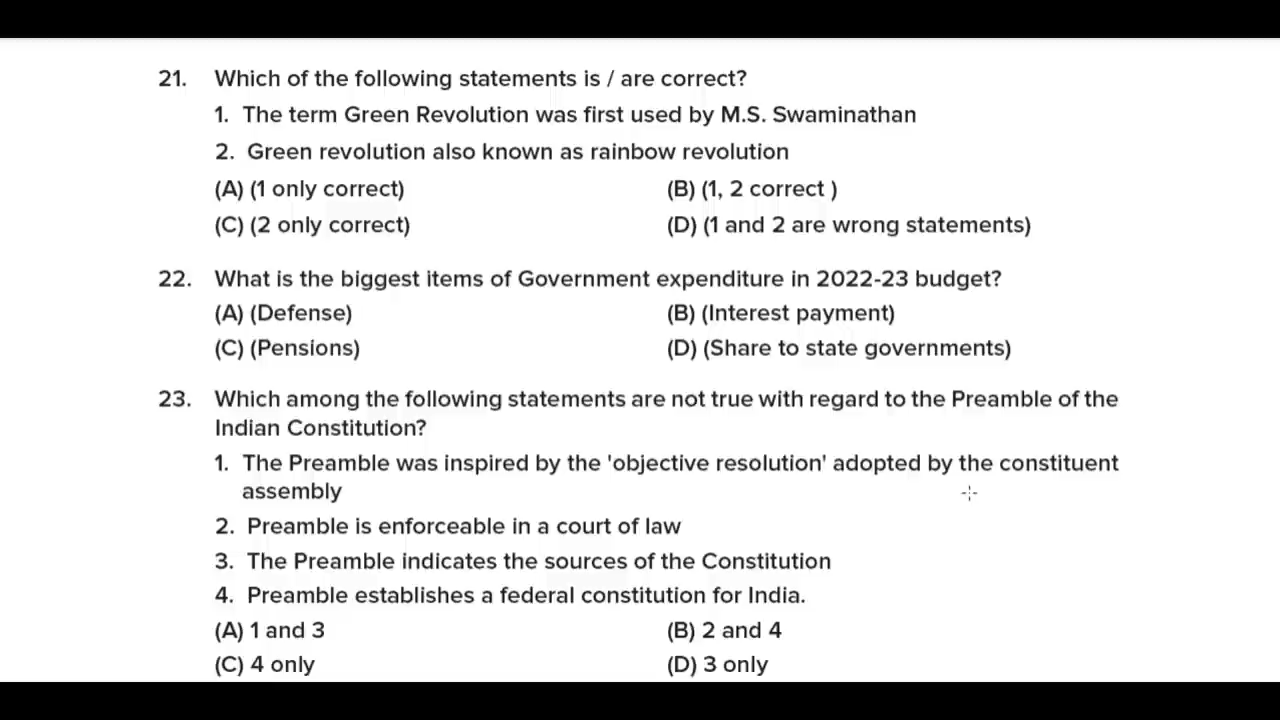 21. Which of the following statements is / are correct?
1. The term Green Revolution was first used by M.S. Swaminathan
2. Green revolution also known as rainbow revolution
(A) (1 only correct) (B) (1, 2 correct )
(C) (2 only correct) (D) (1 and 2 are wrong statements)
22. What is the biggest items of Government expenditure in 2022-23 budget?
(A) (Defense) (B) (Interest payment)
(C) (Pensions) (D) (Share to state governments)
23. Which among the following statements are not true with regard to the Preamble of the
Indian Constitution?
1. The Preamble was inspired by the 'objective resolution' adopted by the constituent
assembly
2. Preamble is enforceable in a court of law
3. The Preamble indicates the sources of the Constitution
4. Preamble establishes a federal constitution for India.
(A) 1 and 3 (B) 2 and 4
(C) 4 only (D) 3 only